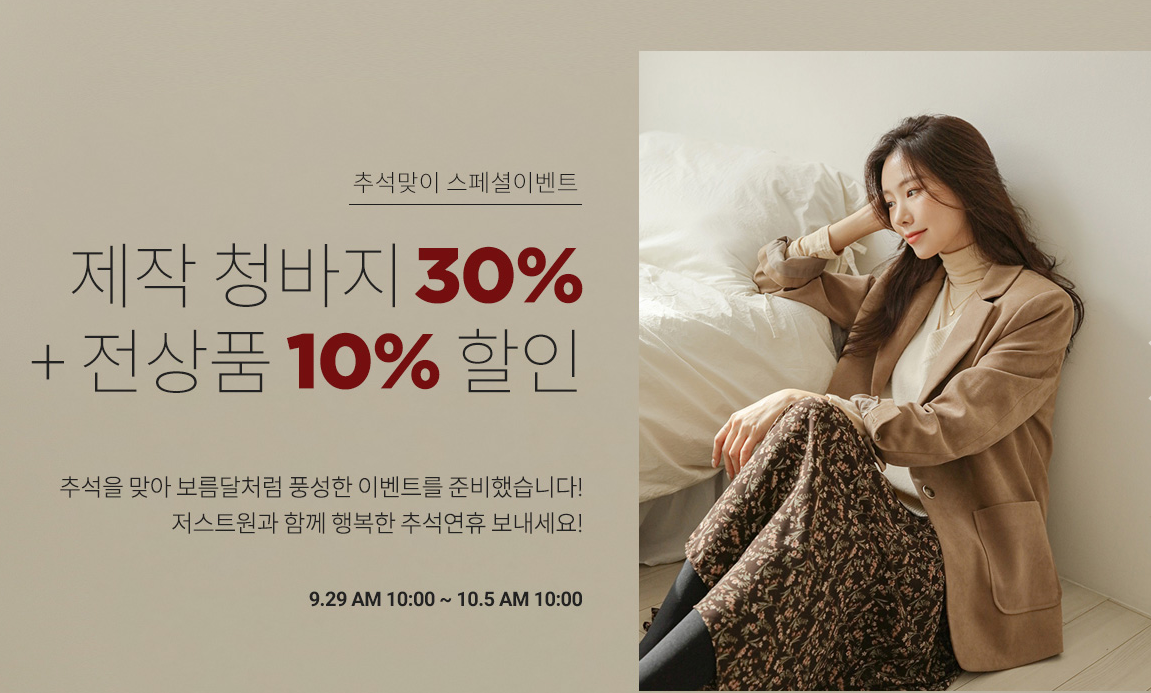 추석맞이 스페셜이벤트
제작 청바지 30%
+ 전상품 10% 할인
추석을 맞아 보름달처럼 풍성한 이벤트를 준비했습니다!
저스트원과 함께 행복한 추석연휴 보내세요!
9.29 AM 10:00 ~ 10.5 AM 10:00